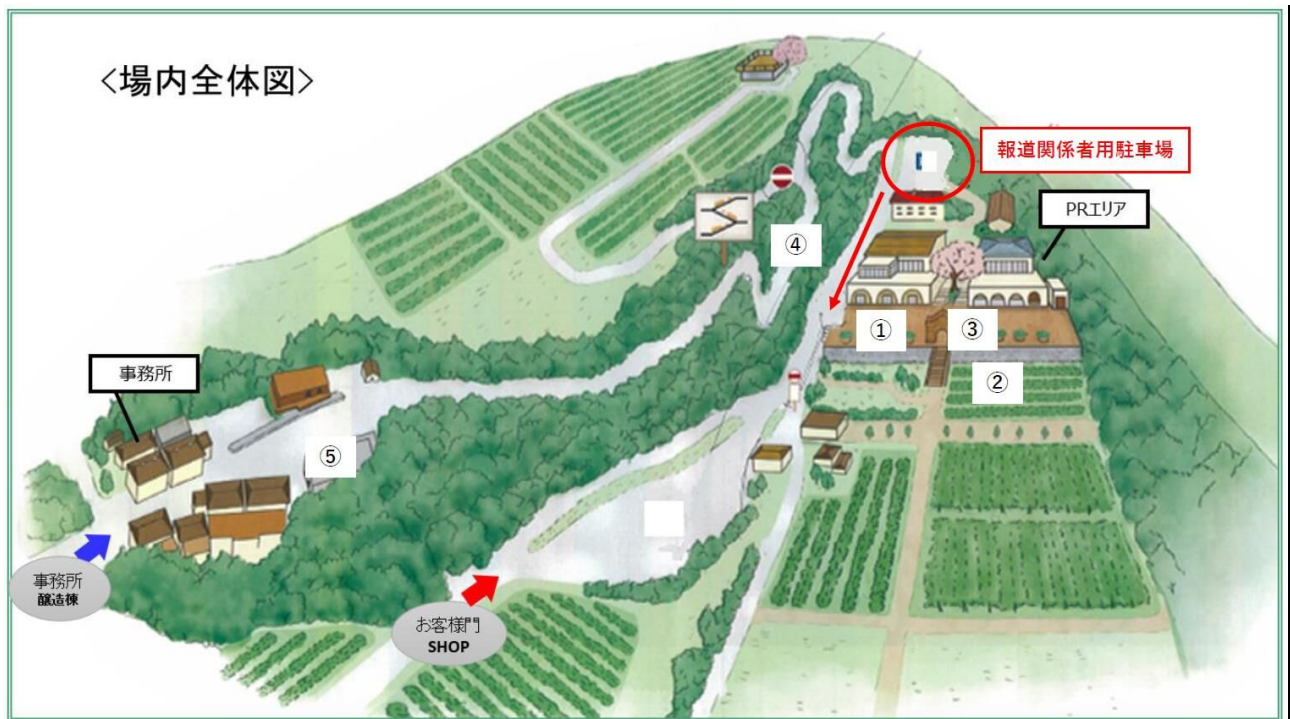 <場内全体図>
報道関係者用駐車場
PRエリア
④
①
③
②
事務所
⑤
事務所
醸造棟
お客様門
SHOP